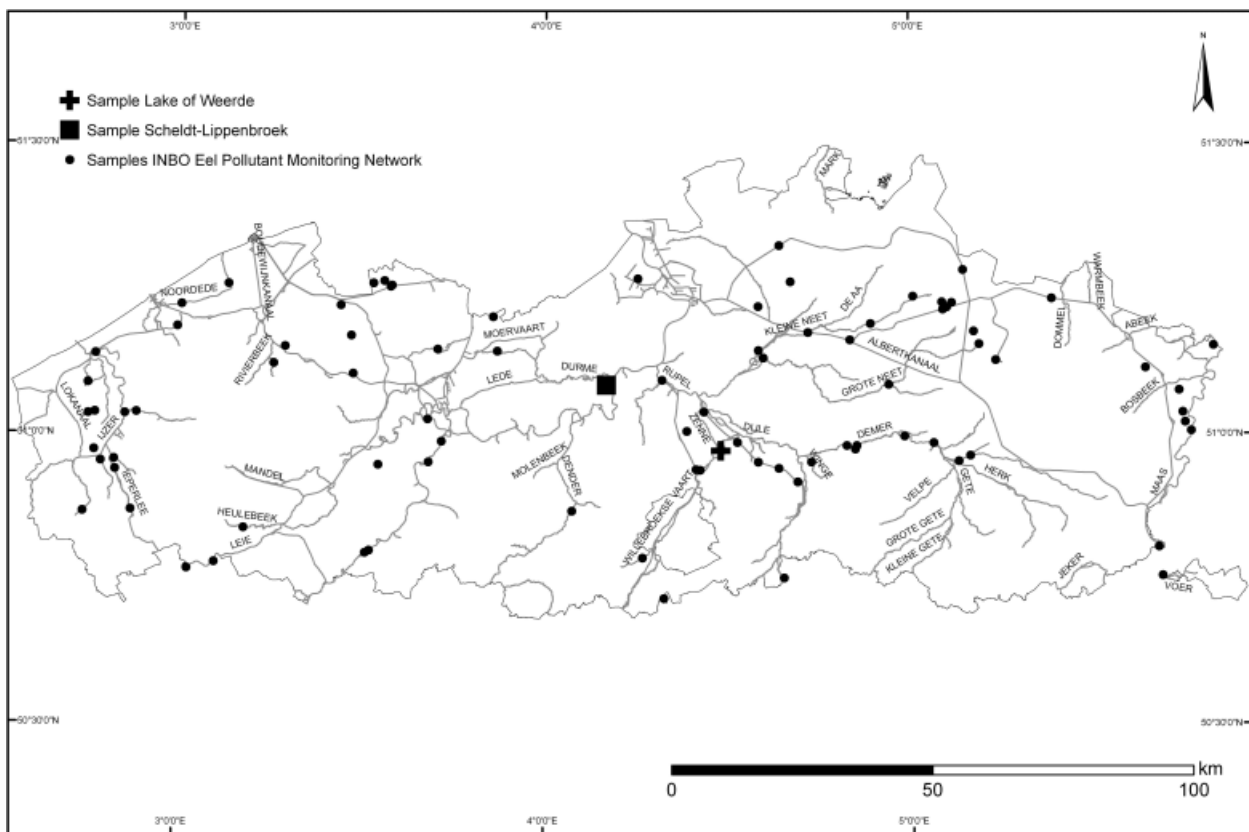 3°0'0"E 4°0'0"E 5°0'0"E
N
Sample Lake of Weerde
Sample Scheldt-Lippenbroek
Samples INBO Eel Pollutant Monitoring Network
51°30'0"N 51°30'0"N
MARK
BOUDEWIJNKANAAL
NOORDEDE
WARMBEEK
DE AA
DOMMEL
KLEINE NEET
ABEEK
MOERVAART
RIVIERBEEK
ALBERTKANAAL
LEDE
DURME
RUPEL
GROTE NEET
BOSBEEK
LOKANAAL
IJZER
ZENNE
DIJLE
DEMER
51°0'0"N
MOLENBEEK
DENDER
WINGE
MANDEL
IEPERLEE
VELPE
GETE
HERK
MAAS
HEULEBEEK
LEIE
WILLEBROEKSE VAART
GROTE GETE
KLEINE GETE
JEKER
VOER
50°30'0"N 50°30'0"N
km
0 50 100
3°0'0"E 4°0'0"E 5°0'0"E